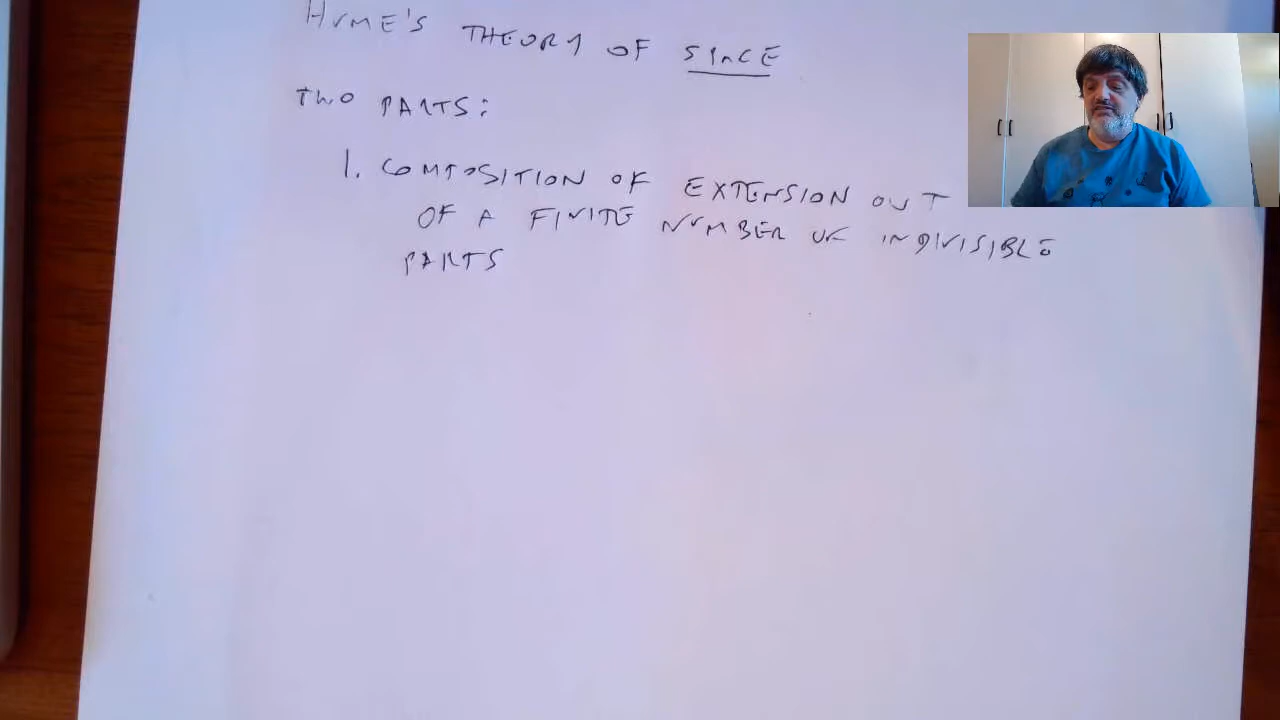 HUME'S THEORY OF SPACE
TWO PARTS:
1. COMPOSITION OF EXTENSION OUT
OF A FINITE NUMBER OF INDIVISIBLE
PARTS